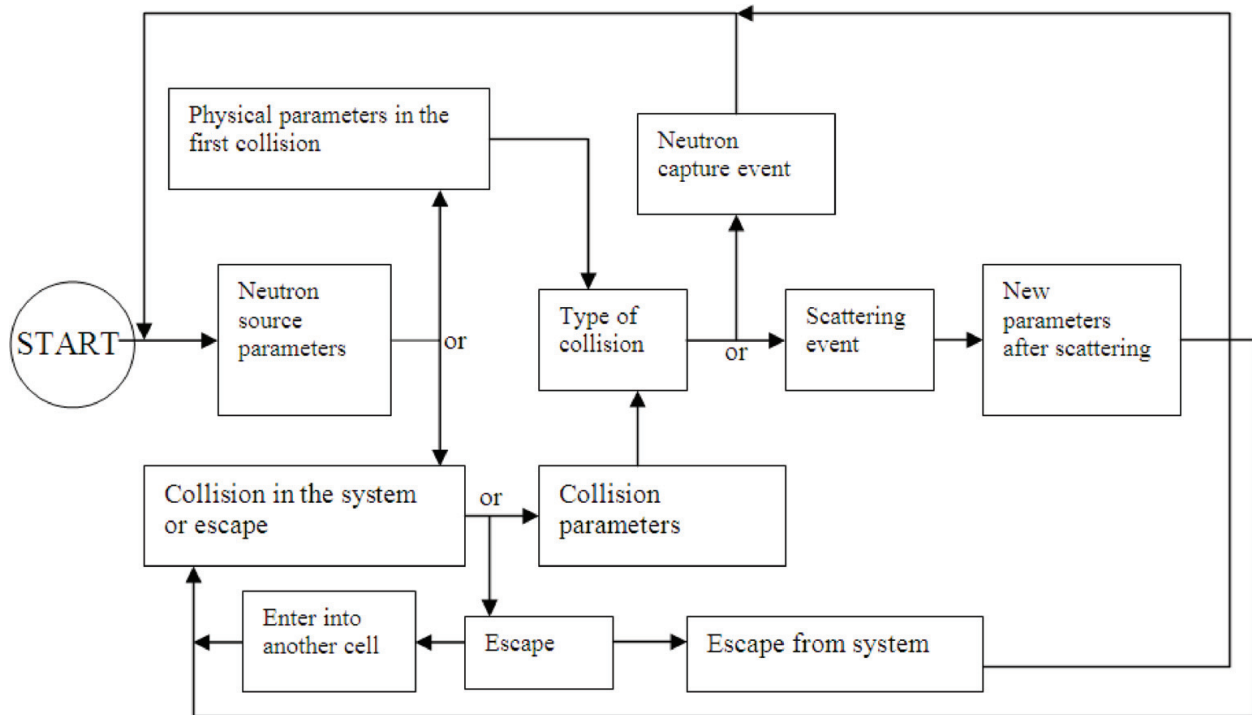 Physical parameters in the
first collision
Neutron
capture event
START
Neutron
source
parameters
or
Type of
collision
or
Scattering
event
New
parameters
after scattering
Collision in the system
or escape
or
Collision
parameters
Enter into
another cell
Escape
Escape from system